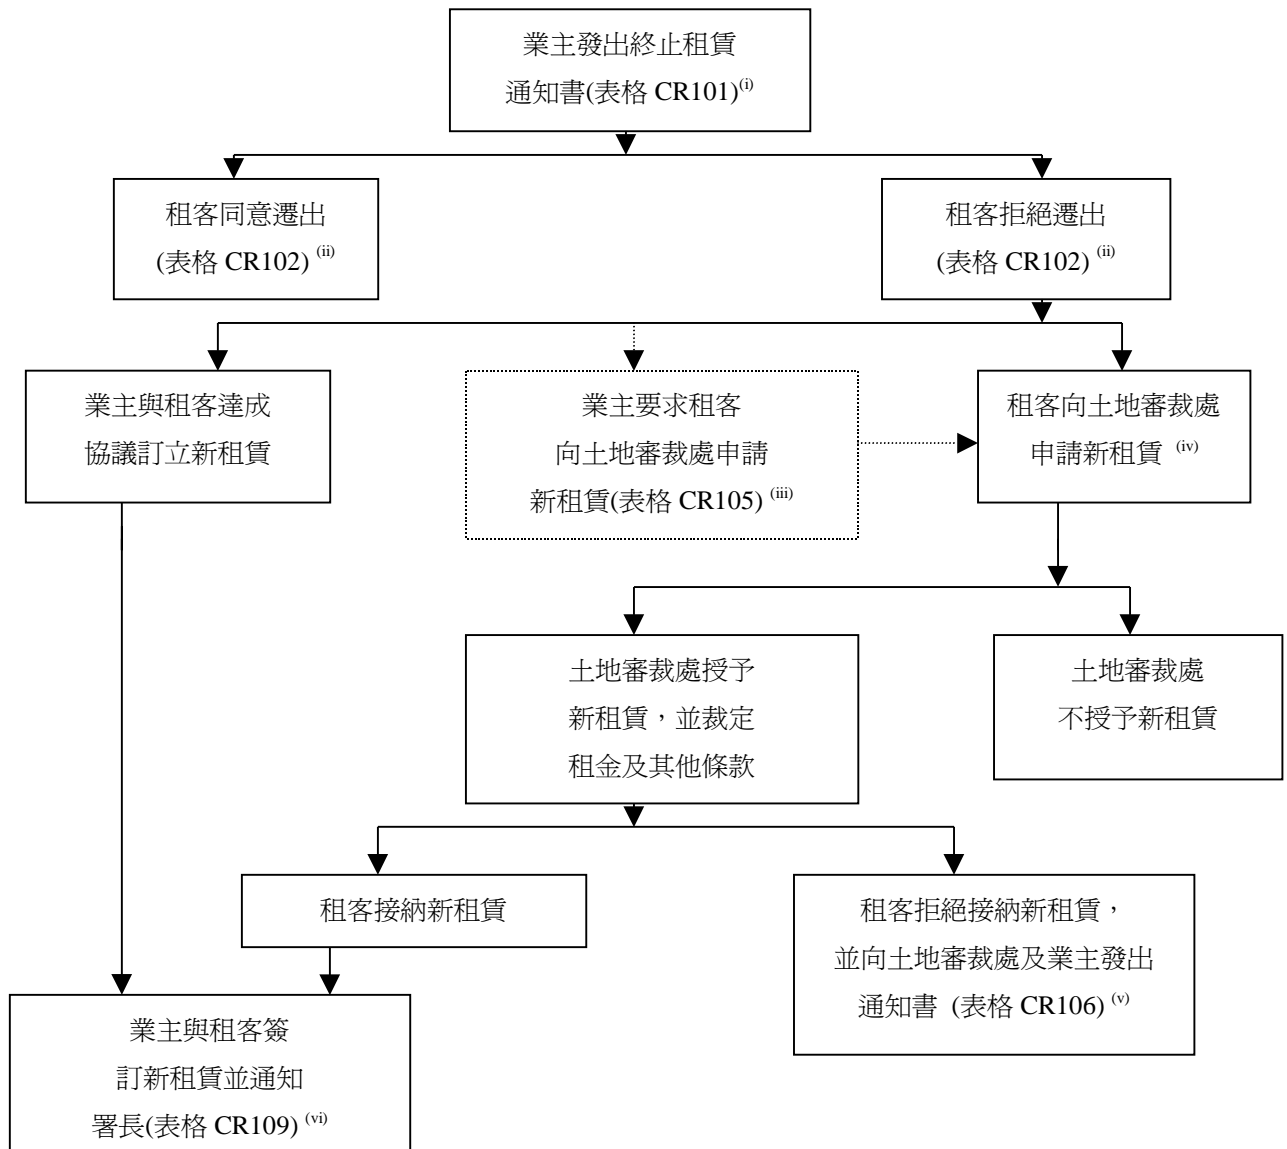 業主發出終止租賃
通知書(表格 CR101)(i)
租客同意遷出
(表格 CR102) (ii)
租客拒絕遷出
(表格 CR102) (ii)
業主與租客達成
協議訂立新租賃
業主要求租客
向土地審裁處申請
新租賃(表格 CR105) (iii)
租客向土地審裁處
申請新租賃 (iv)
土地審裁處授予
新租賃，並裁定
租金及其他條款
土地審裁處
不授予新租賃
租客接納新租賃
租客拒絕接納新租賃，
並向土地審裁處及業主發出
通知書 (表格 CR106) (v)
業主與租客簽
訂新租賃並通知
署長(表格 CR109) (vi)